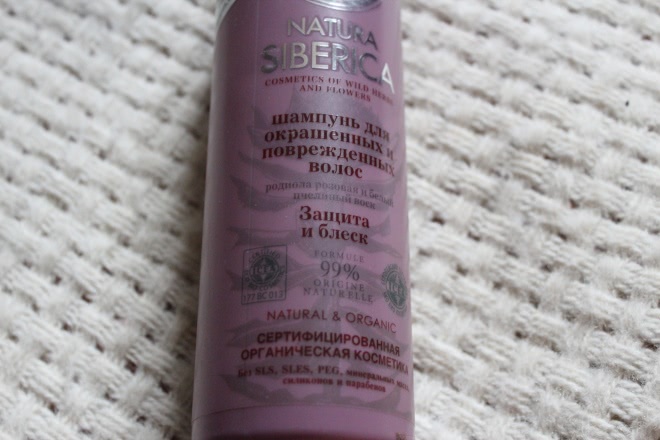 NATURA
SIBERICA
COSMETICS OF WILD HERBS
AND FLOWERS
шампунь для
окрашенных и
поврежденных
волос
родиола розовая и белый
пчелиный воск
Защита
и блеск
FORMULE
99%
ORIGINE
NATURELLE
NATURAL & ORGANIC
СЕРТИФИЦИРОВАННАЯ
ОРГАНИЧЕСКАЯ КОСМЕТИКА
Без SLS, SLES, PEG, минеральных масел,
силиконов и парабенов